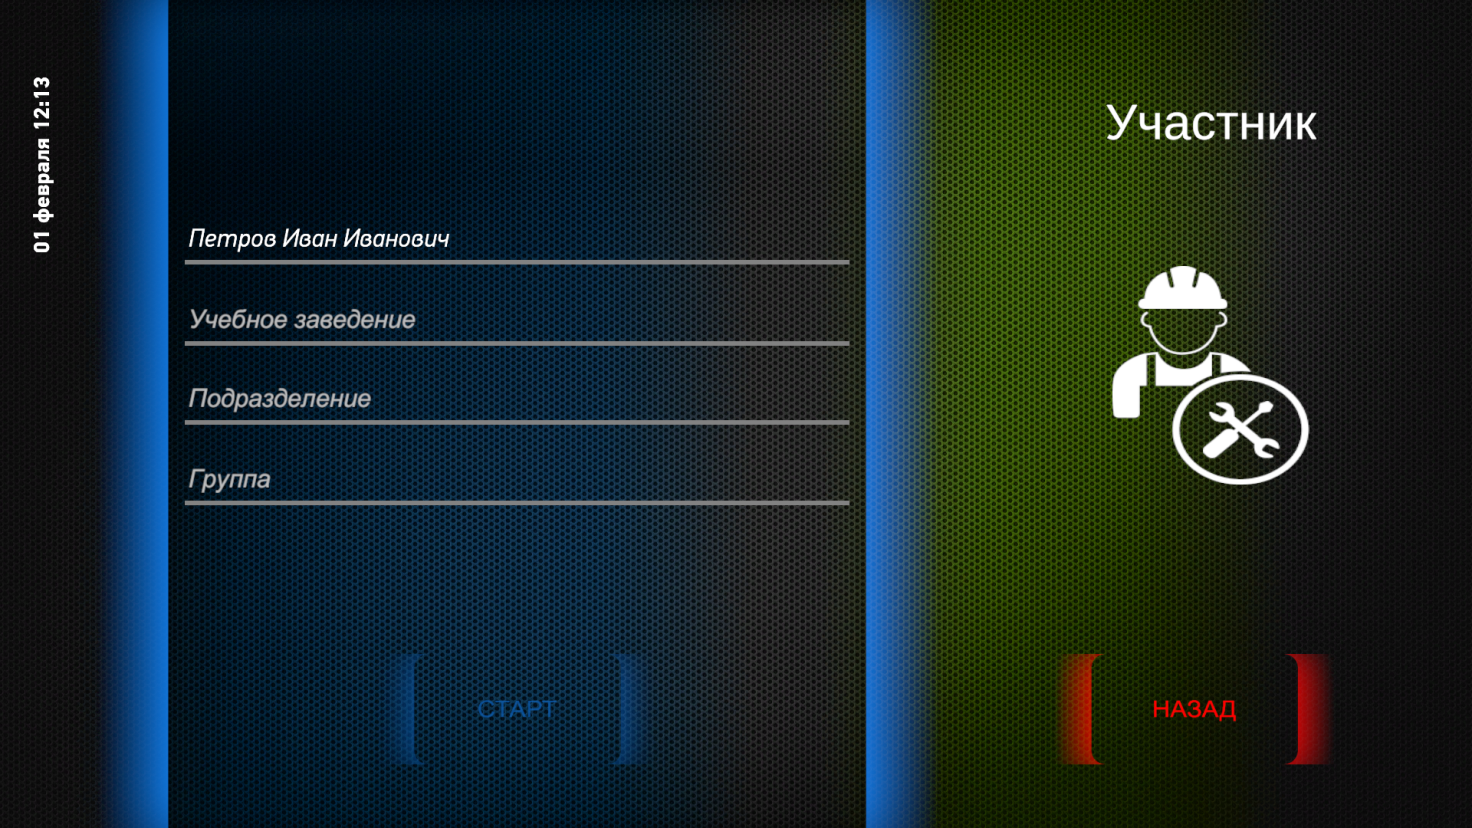 01 февраля 12:13
Петров Иван Иванович
Учебное заведение
Подразделение
Группа
СТАРТ
Участник
НАЗАД